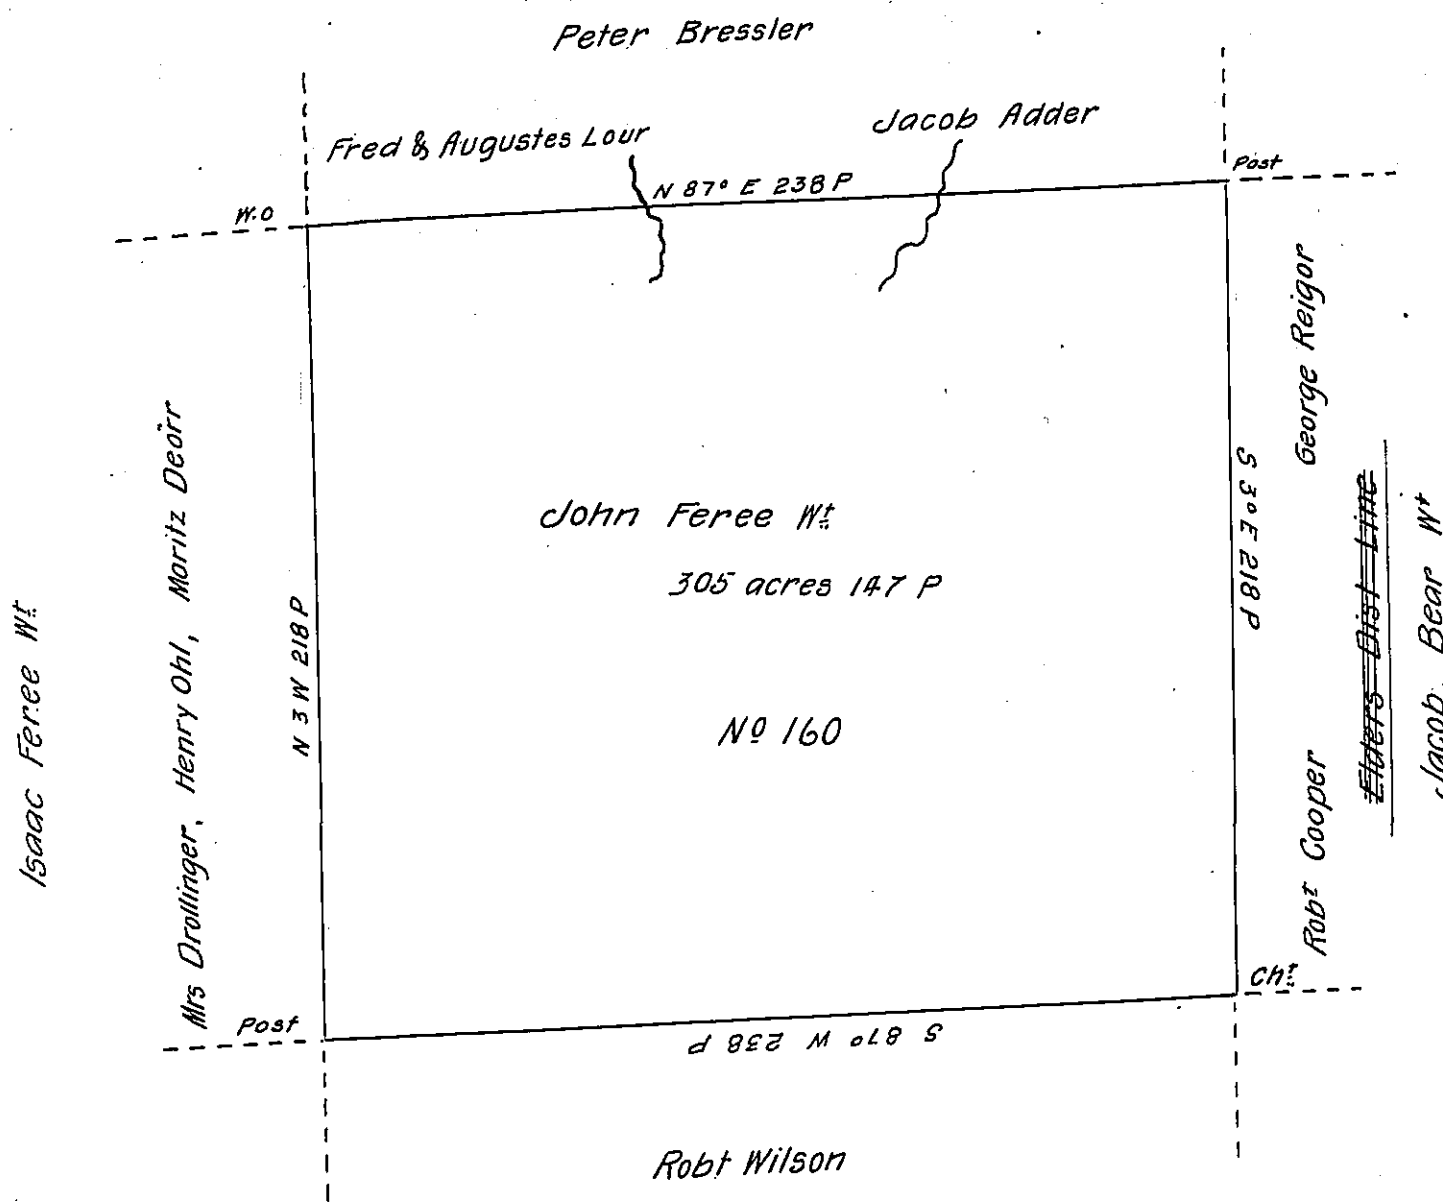 Peter Bressler
Fred & Augustes Lour
Jacob Adder
N 87° E 238 P
Post
W.O
George Reigor
S 3° E 218 P
Elders Dist Line
Jacob Bear Wt
John Feree Wt
305 acres 147 P
No 160
N 3 W 218 P
Mrs Drollinger, Henry Ohl, Moritz Deörr
Isaac Feree Wt
Robt Cooper
Cht
Post
S 87° W 238 P
Robt Wilson